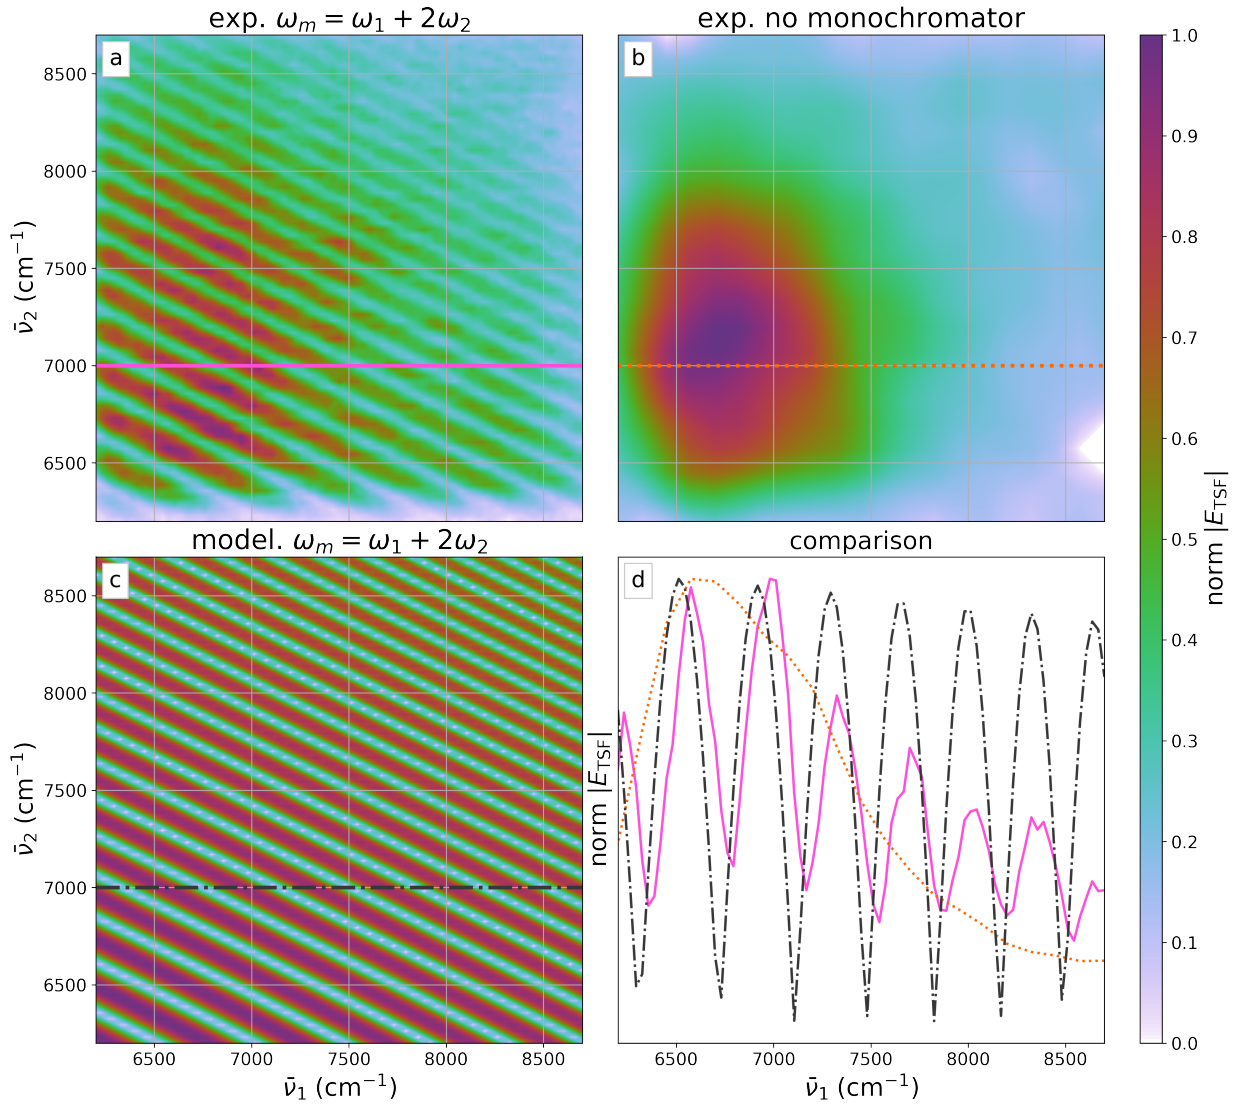 exp. ω_m = ω_1 + 2ω_2
exp. no monochromator
a
b
8500
8000
7500
7000
6500
ν̄_2 (cm^{-1})
1.0
0.9
0.8
0.7
0.6
0.5
0.4
0.3
0.2
0.1
0.0
norm |E_TSF|
model. ω_m = ω_1 + 2ω_2
comparison
c
d
8500
8000
7500
7000
6500
ν̄_2 (cm^{-1})
norm |E_TSF|
6500 7000 7500 8000 8500
6500 7000 7500 8000 8500
ν̄_1 (cm^{-1})
ν̄_1 (cm^{-1})